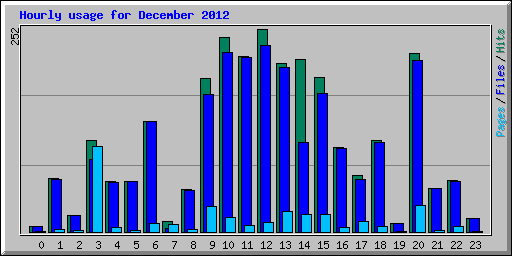 Hourly usage for December 2012
252
Pages / Files / Hits
0 1 2 3 4 5 6 7 8 9 10 11 12 13 14 15 16 17 18 19 20 21 22 23